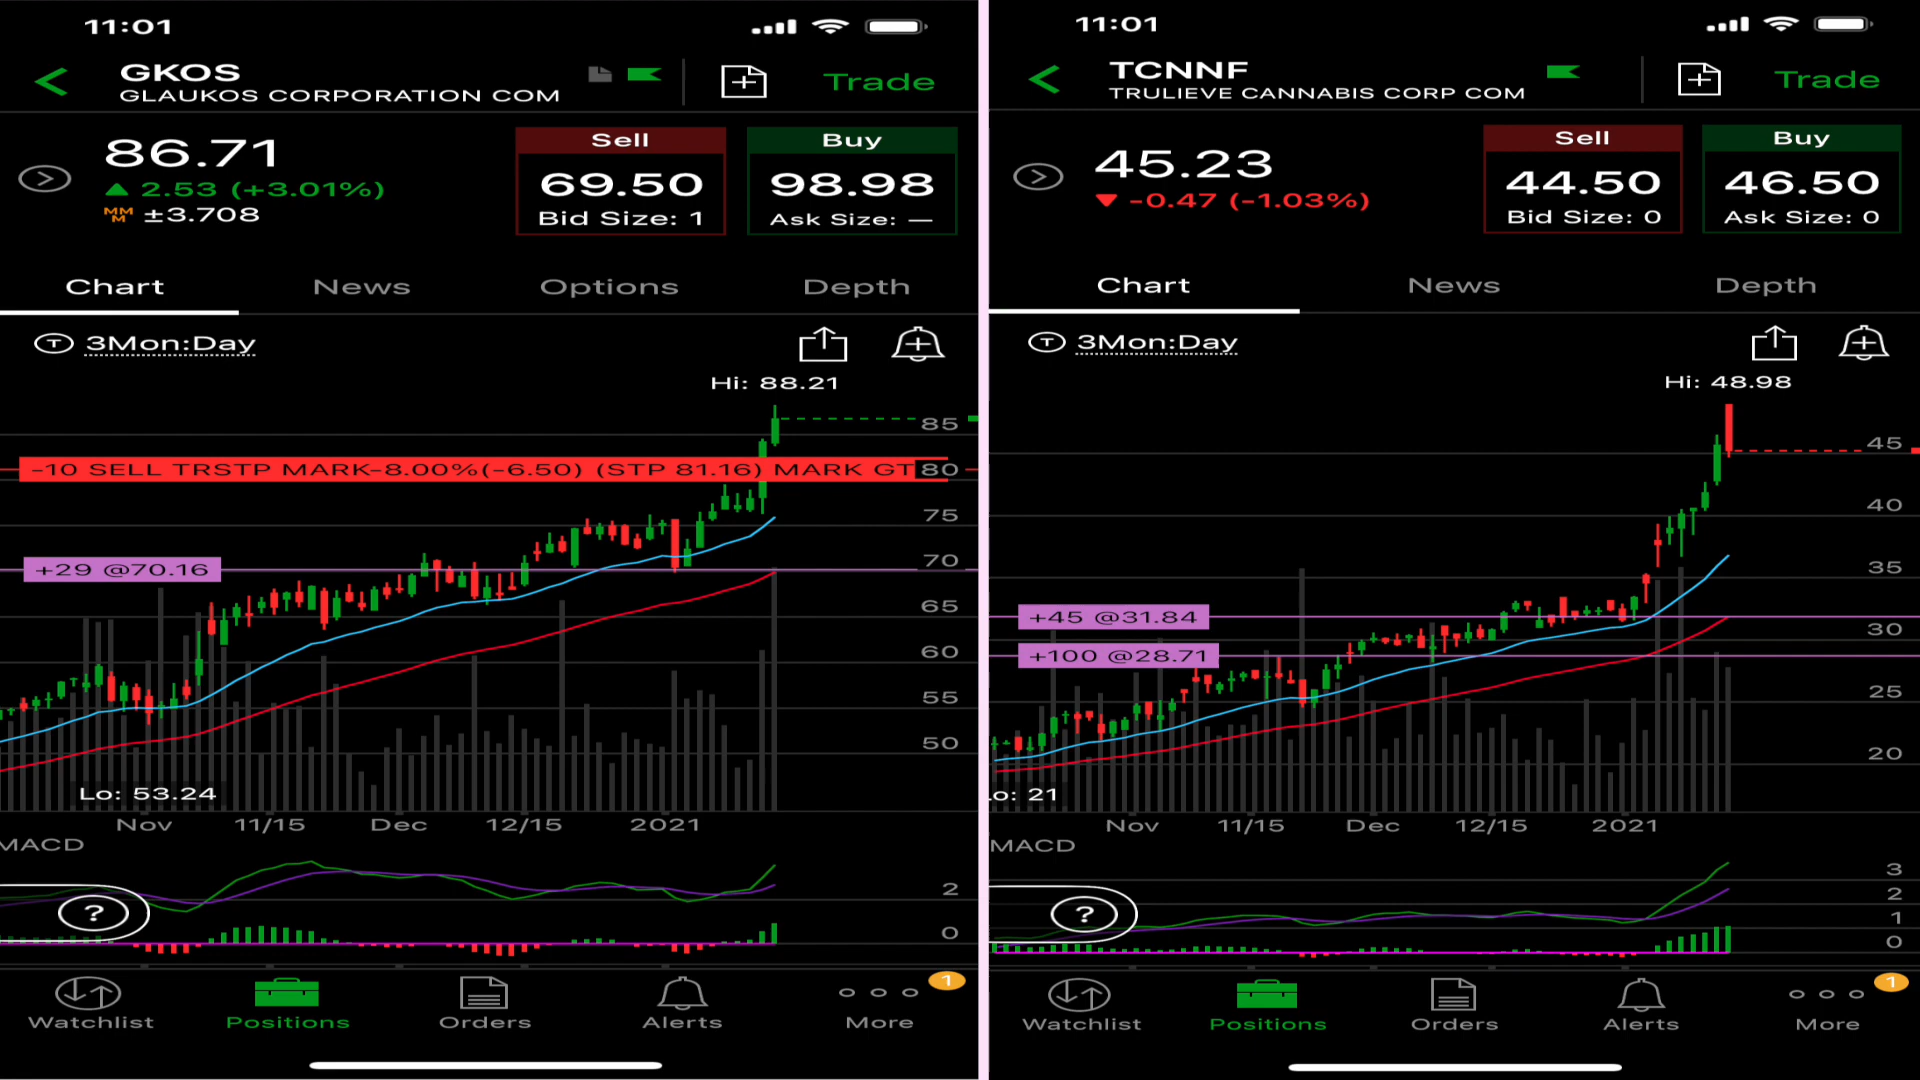 11:01
GKOS
GLAUKOS CORPORATION COM
Trade
86.71
2.53 (+3.01%)
MMM ±3.708
Sell
69.50
Bid Size: 1
Buy
98.98
Ask Size: —
Chart News Options Depth
T 3Mon:Day
Hi: 88.21
85
-10 SELL TRSTP MARK-8.00%(-6.50) (STP 81.16) MARK GT 80
75
+29 @70.16
70
65
60
55
50
Lo: 53.24
Nov 11/15 Dec 12/15 2021
MACD
2
?
0
1
Watchlist Positions Orders Alerts More
11:01
TCNNF
TRULIEVE CANNABIS CORP COM
Trade
45.23
-0.47 (-1.03%)
Sell
44.50
Bid Size: 0
Buy
46.50
Ask Size: 0
Chart News Depth
T 3Mon:Day
Hi: 48.98
45
40
35
+45 @31.84
30
+100 @28.71
25
20
Lo: 21
Nov 11/15 Dec 12/15 2021
MACD
3
2
1
?
0
1
Watchlist Positions Orders Alerts More